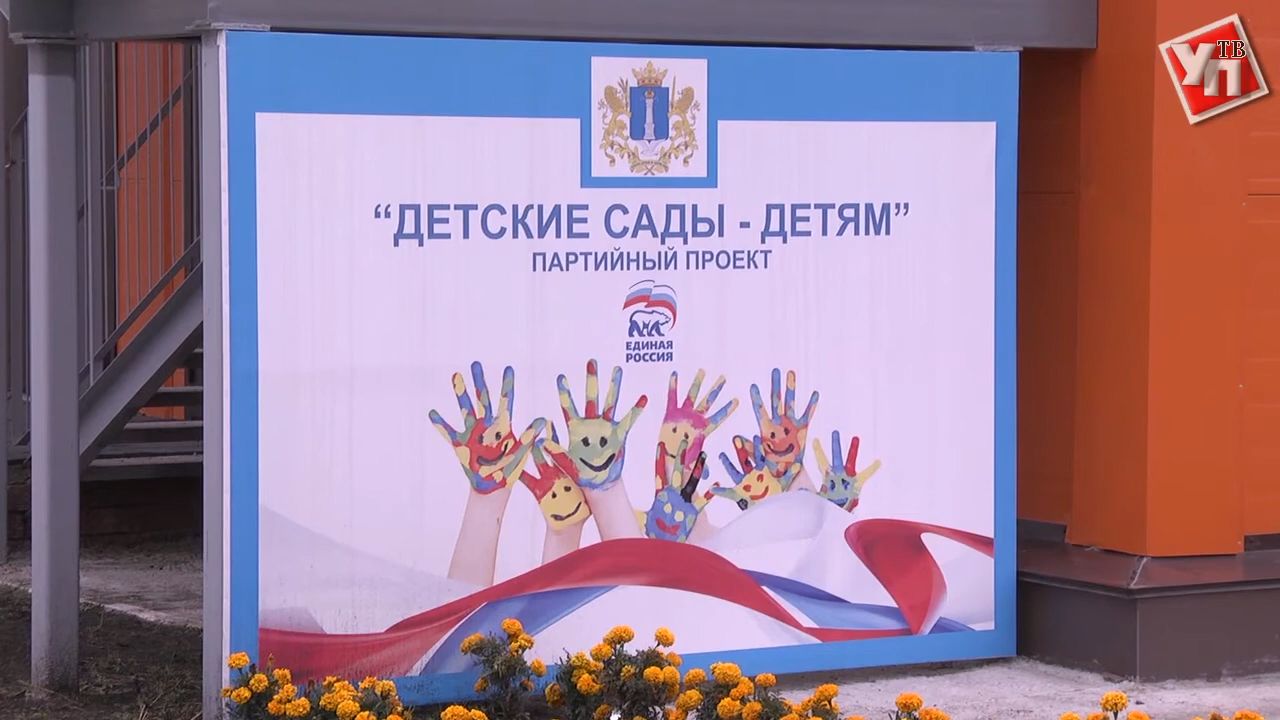 УП ТВ
“ДЕТСКИЕ САДЫ - ДЕТЯМ”
ПАРТИЙНЫЙ ПРОЕКТ
ЕДИНАЯ
РОССИЯ